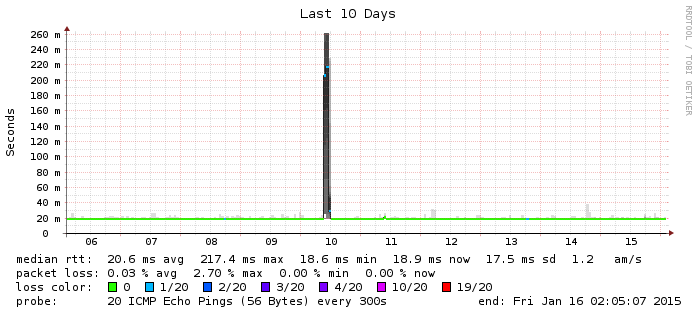 Last 10 Days
RRDTOOL / TOBI OETIKER
Seconds
260 m
240 m
220 m
200 m
180 m
160 m
140 m
120 m
100 m
80 m
60 m
40 m
20 m
0
06 07 08 09 10 11 12 13 14 15
median rtt: 20.6 ms avg 217.4 ms max 18.6 ms min 18.9 ms now 17.5 ms sd 1.2 am/s
packet loss: 0.03 % avg 2.70 % max 0.00 % min 0.00 % now
loss color: 0 1/20 2/20 3/20 4/20 10/20 19/20
probe: 20 ICMP Echo Pings (56 Bytes) every 300s end: Fri Jan 16 02:05:07 2015